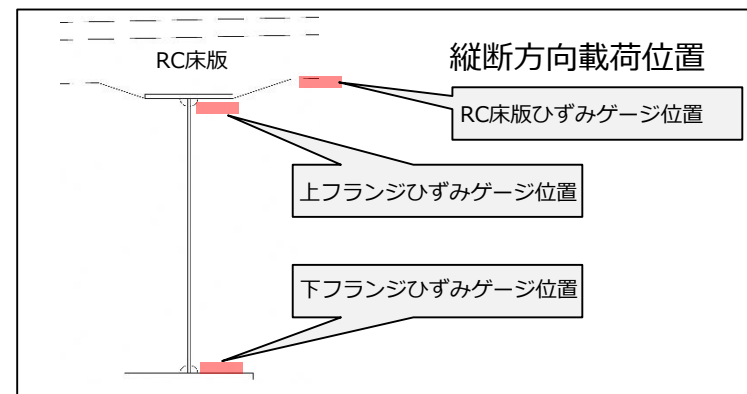 RC床版
縦断方向載荷位置
RC床版ひずみゲージ位置
上フランジひずみゲージ位置
下フランジひずみゲージ位置